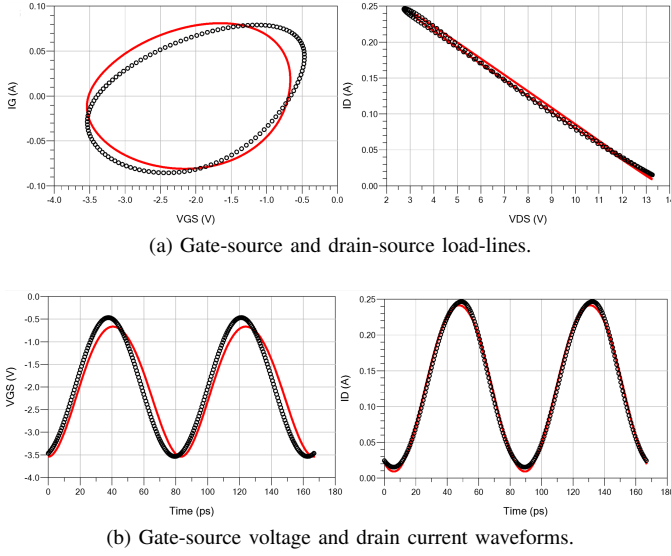 0.10
0.05
0.00
-0.05
-0.10
IG (A)
-4.0 -3.5 -3.0 -2.5 -2.0 -1.5 -1.0 -0.5 0.0
VGS (V)
0.25
0.20
0.15
0.10
0.05
0.00
ID (A)
2 3 4 5 6 7 8 9 10 11 12 13 14
VDS (V)
(a) Gate-source and drain-source load-lines.
0.0
-0.5
-1.0
-1.5
-2.0
-2.5
-3.0
-3.5
-4.0
VGS (V)
0 20 40 60 80 100 120 140 160 180
Time (ps)
0.25
0.20
0.15
0.10
0.05
0.00
ID (A)
0 20 40 60 80 100 120 140 160 180
Time (ps)
(b) Gate-source voltage and drain current waveforms.